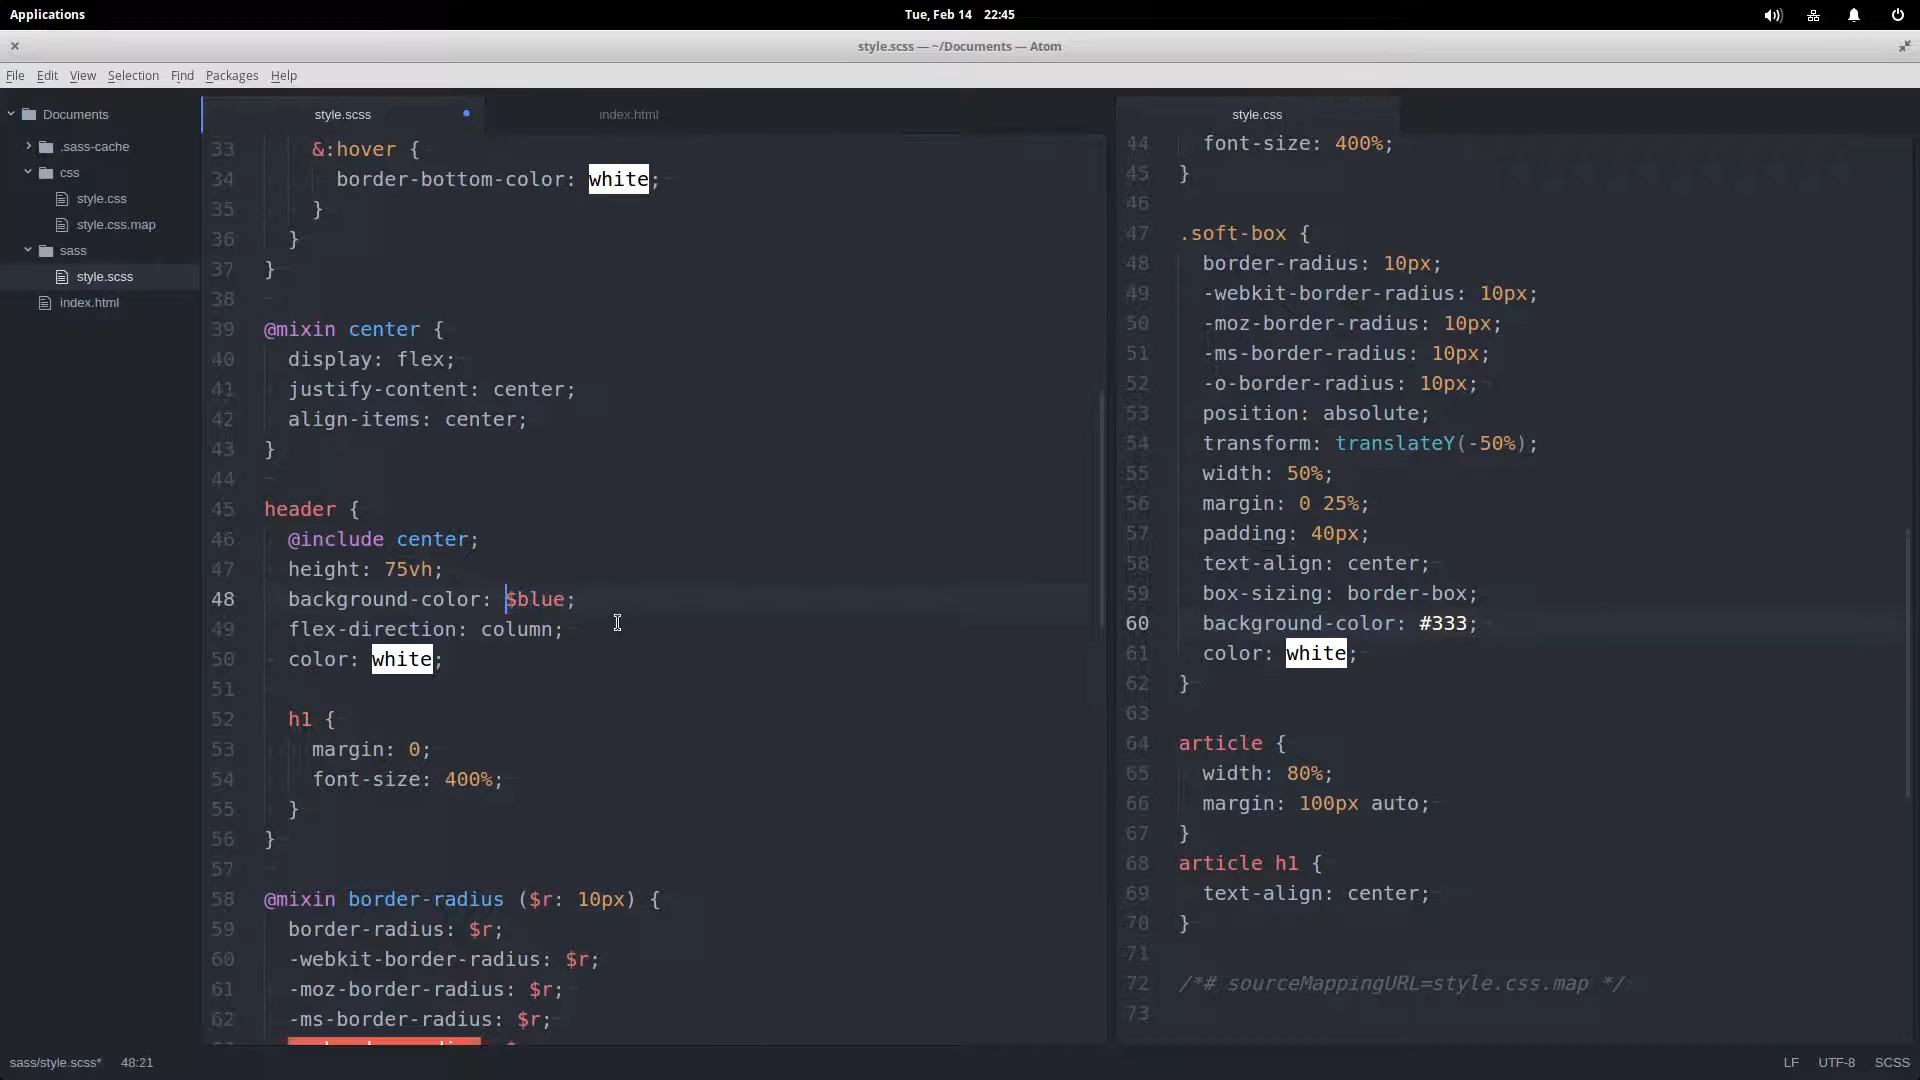 Applications
Tue, Feb 14 22:45
style.scss — ~/Documents — Atom
File Edit View Selection Find Packages Help
Documents
.sass-cache
css
style.css
style.css.map
sass
style.scss
index.html
style.scss
index.html
33 &:hover {
34 border-bottom-color: white;
35 }
36 }
37 }
38
39 @mixin center {
40 display: flex;
41 justify-content: center;
42 align-items: center;
43 }
44
45 header {
46 @include center;
47 height: 75vh;
48 background-color: $blue;
49 flex-direction: column;
50 color: white;
51
52 h1 {
53 margin: 0;
54 font-size: 400%;
55 }
56 }
57
58 @mixin border-radius ($r: 10px) {
59 border-radius: $r;
60 -webkit-border-radius: $r;
61 -moz-border-radius: $r;
62 -ms-border-radius: $r;
style.css
44 font-size: 400%;
45 }
46
47 .soft-box {
48 border-radius: 10px;
49 -webkit-border-radius: 10px;
50 -moz-border-radius: 10px;
51 -ms-border-radius: 10px;
52 -o-border-radius: 10px;
53 position: absolute;
54 transform: translateY(-50%);
55 width: 50%;
56 margin: 0 25%;
57 padding: 40px;
58 text-align: center;
59 box-sizing: border-box;
60 background-color: #333;
61 color: white;
62 }
63
64 article {
65 width: 80%;
66 margin: 100px auto;
67 }
68 article h1 {
69 text-align: center;
70 }
71
72 /*# sourceMappingURL=style.css.map */
73
sass/style.scss* 48:21
LF UTF-8 SCSS